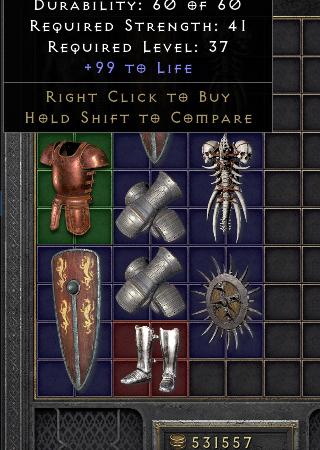 Durability: 60 of 60
Required Strength: 41
Required Level: 37
+99 to Life
Right Click to Buy
Hold Shift to Compare
531557